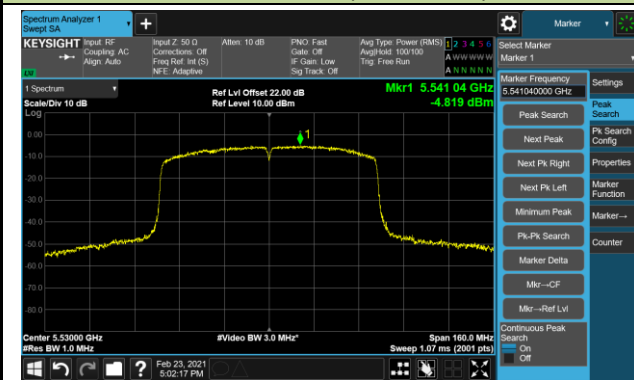 Spectrum Analyzer 1
Swept SA
Marker
KEYSIGHT
Input: RF
Coupling: AC
Align: Auto
Input Z: 50 Ω
Corrections: Off
Freq Ref: Int (S)
NFE: Adaptive
Atten: 10 dB
PNO: Fast
Gate: Off
IF Gain: Low
Sig Track: Off
Avg Type: Power (RMS)
Avg|Hold: 100/100
Trig: Free Run
1 2 3 4 5 6
A W W W W W
A N N N N N
Select Marker
Marker 1
LXI
1 Spectrum
Scale/Div 10 dB
Log
Ref Lvl Offset 22.00 dB
Ref Level 10.00 dBm
Mkr1 5.541 04 GHz
-4.819 dBm
1
0.00
-10.0
-20.0
-30.0
-40.0
-50.0
-60.0
-70.0
-80.0
Center 5.53000 GHz
#Res BW 1.0 MHz
#Video BW 3.0 MHz*
Span 160.0 MHz
Sweep 1.07 ms (2001 pts)
Marker Frequency
5.541040000 GHz
Peak Search
Next Peak
Next Pk Right
Next Pk Left
Minimum Peak
Pk-Pk Search
Marker Delta
Mkr→CF
Mkr→Ref Lvl
Continuous Peak
Search
On
Off
Settings
Peak
Search
Pk Search
Config
Properties
Marker
Function
Marker→
Counter
Feb 23, 2021
5:02:17 PM